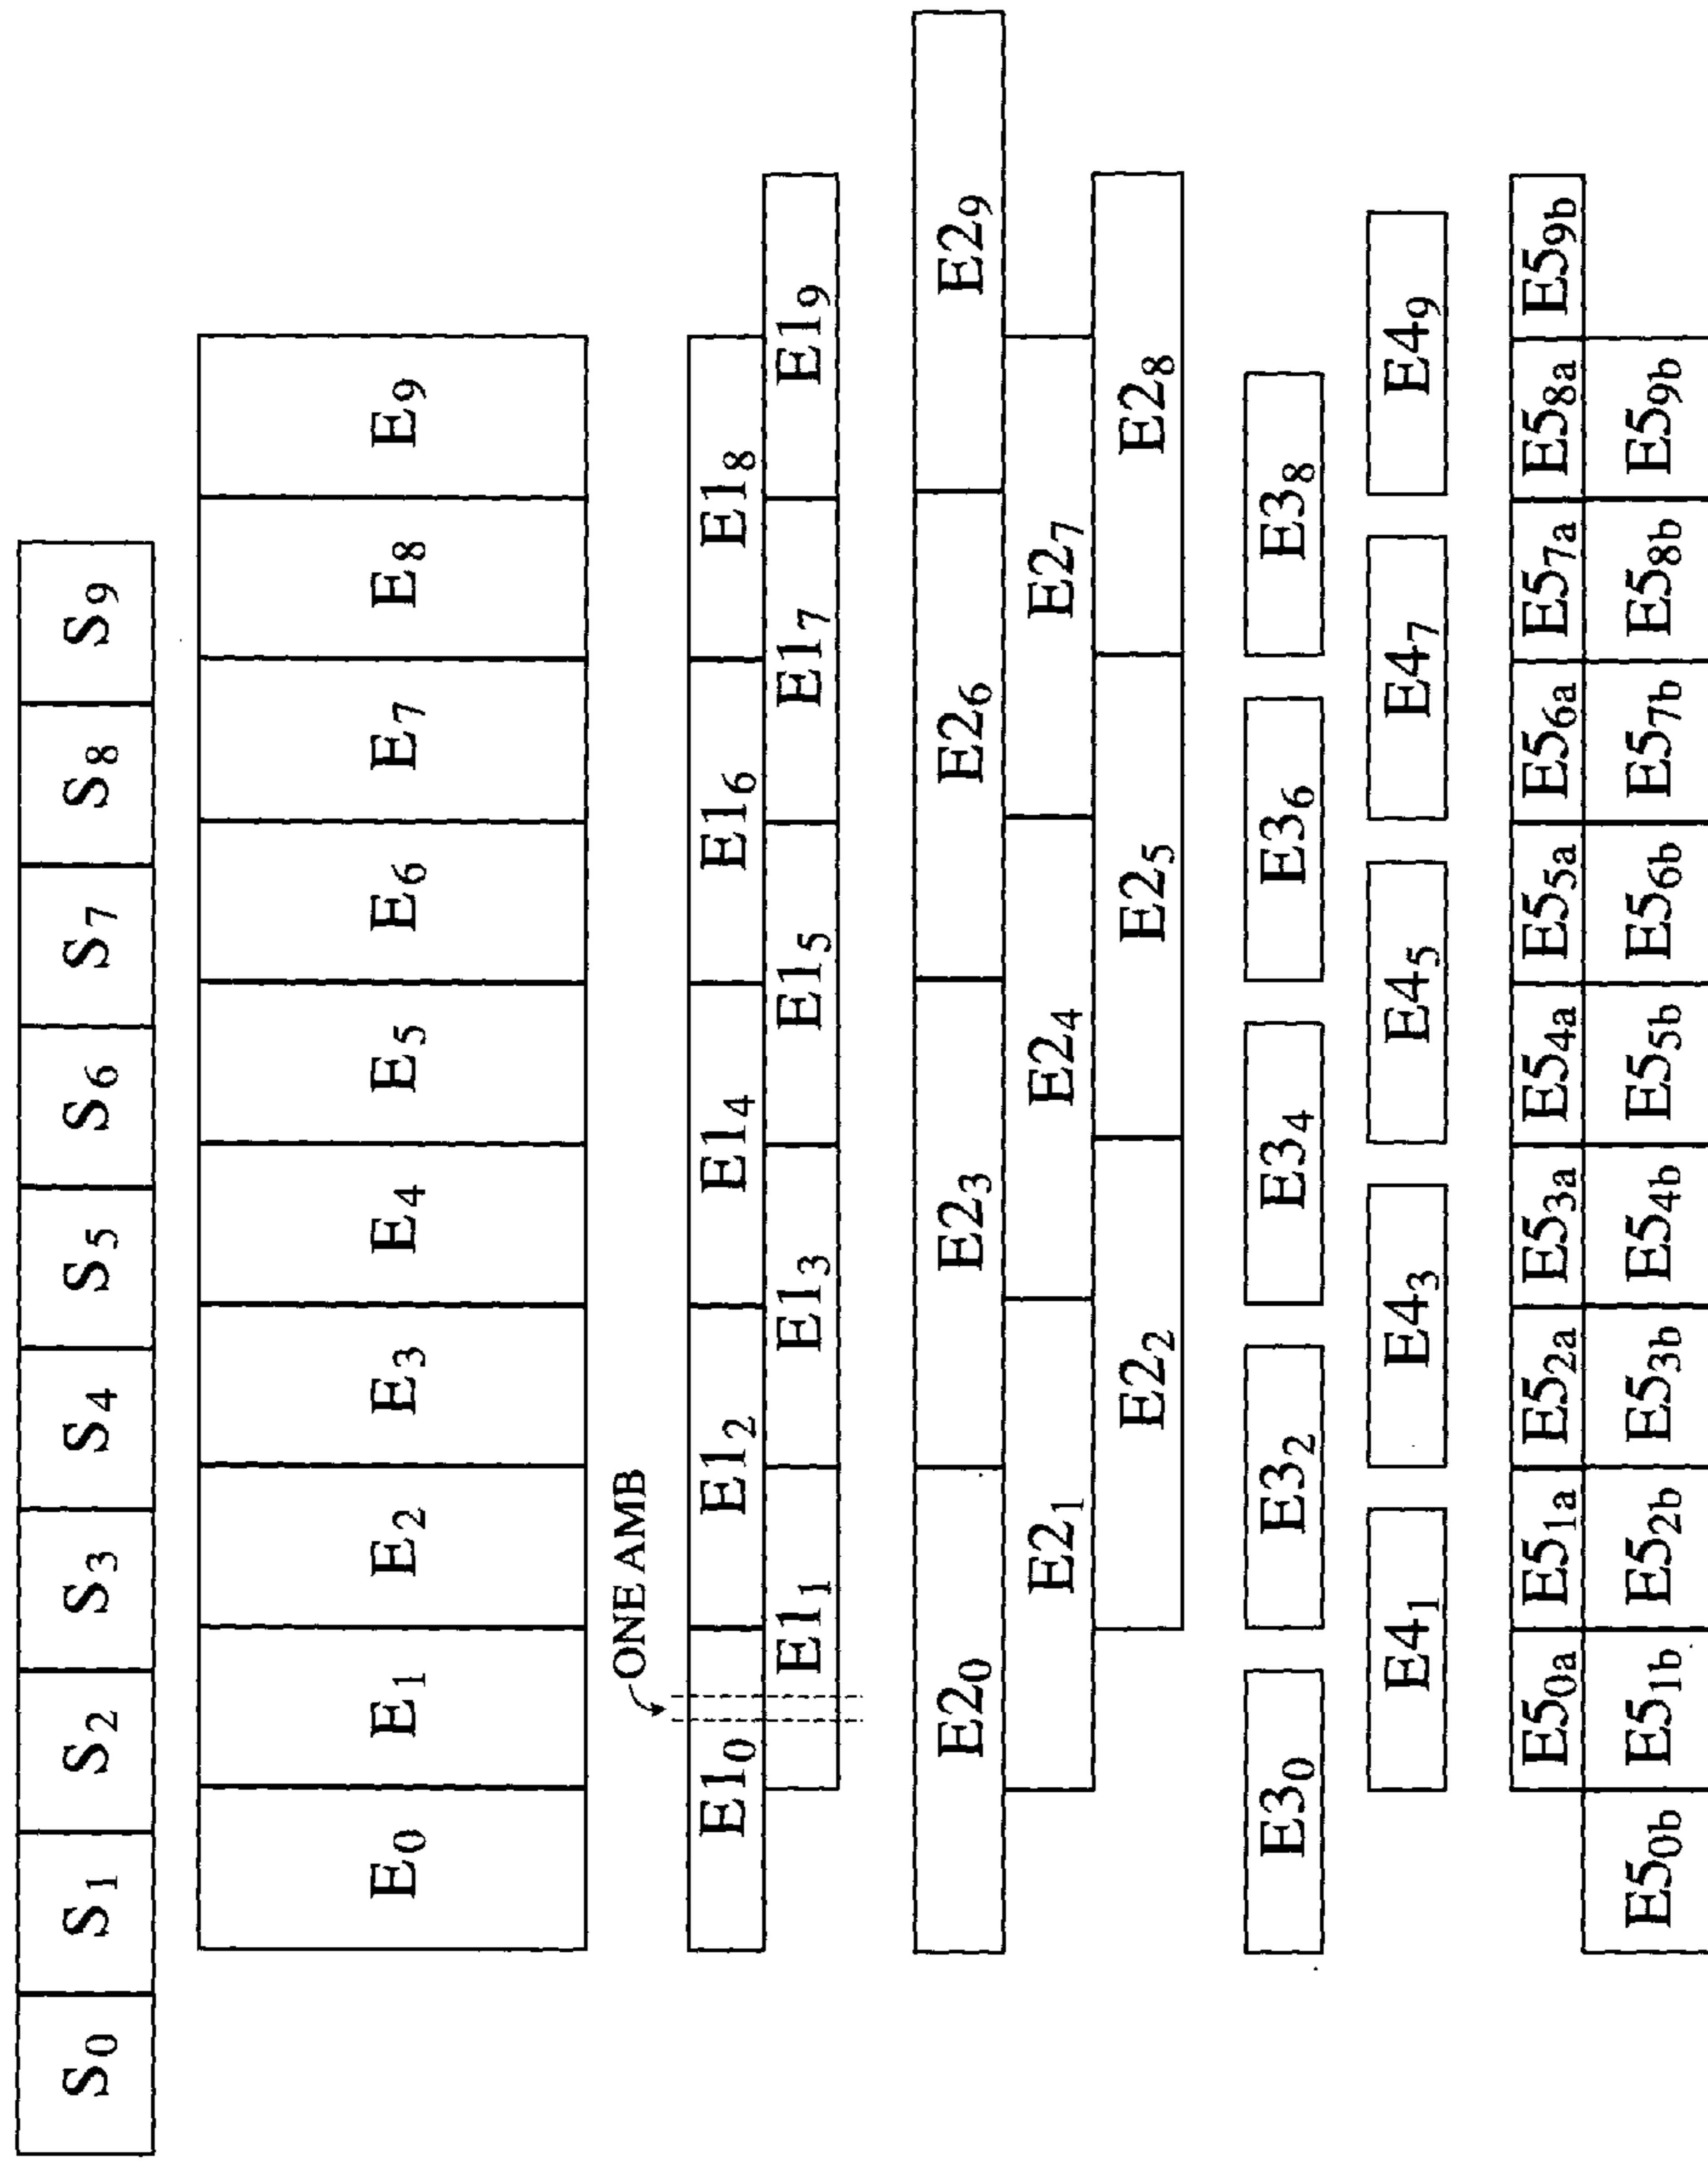 S0 S1 S2 S3 S4 S5 S6 S7 S8 S9
E0 E1 E2 E3 E4 E5 E6 E7 E8 E9
ONE AMB
E10 E12 E14 E16 E18
E11 E13 E15 E17 E19
E20 E23 E26 E29
E21 E24 E27
E22 E25 E28
E30 E32 E34 E36 E38
E41 E43 E45 E47 E49
E50a E51a E52a E53a E54a E55a E56a E57a E58a E59b
E50b E51b E52b E53b E54b E55b E56b E57b E58b E59b